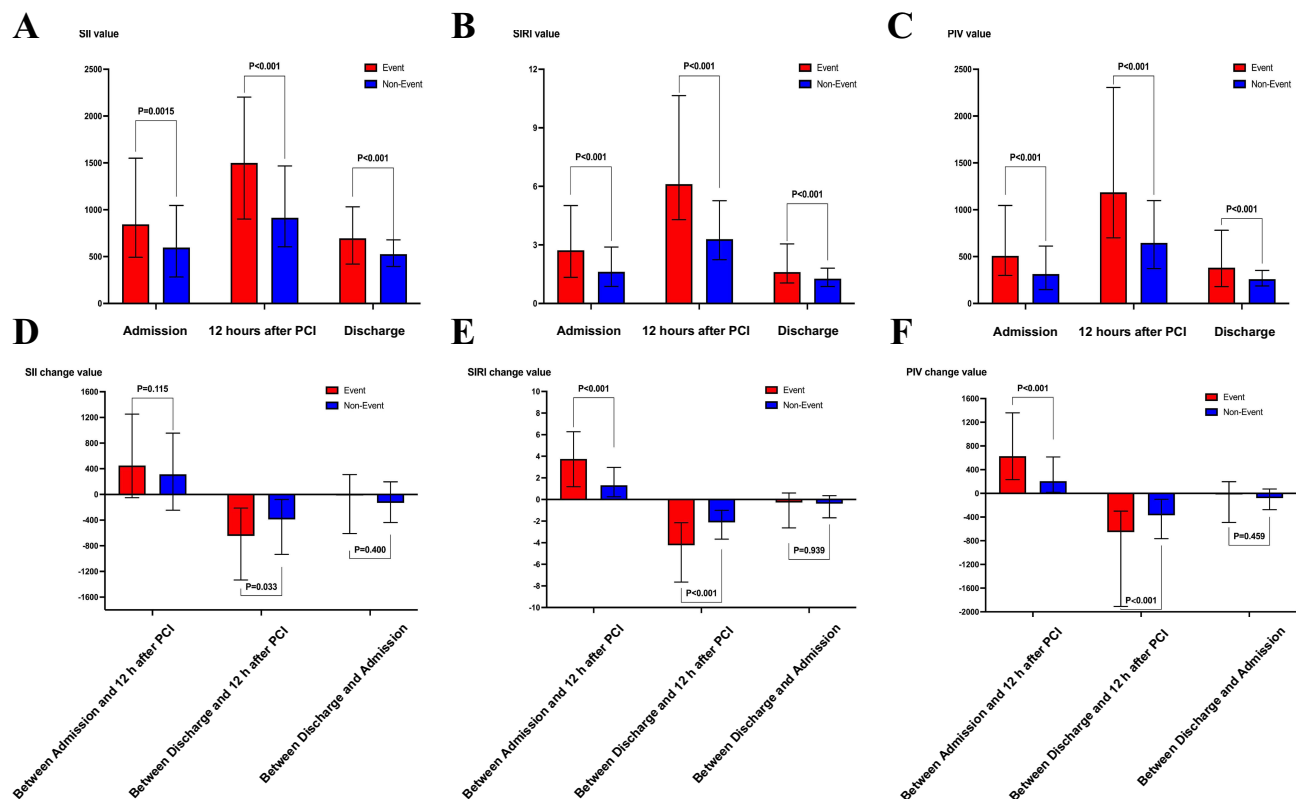 A
SII value
2500
2000
1500
1000
500
0
P=0.0015
P<0.001
P<0.001
Event
Non-Event
Admission
12 hours after PCI
Discharge
B
SIRI value
12
9
6
3
0
P<0.001
P<0.001
P<0.001
Event
Non-Event
Admission
12 hours after PCI
Discharge
C
PIV value
2500
2000
1500
1000
500
0
P<0.001
P<0.001
P<0.001
Event
Non-Event
Admission
12 hours after PCI
Discharge
D
SII change value
1600
1200
800
400
0
-400
-800
-1200
-1600
P=0.115
P=0.033
P=0.400
Event
Non-Event
Between Admission and 12 h after PCI
Between Discharge and 12 h after PCI
Between Discharge and Admission
E
SIRI change value
10
8
6
4
2
0
-2
-4
-6
-8
-10
P<0.001
P<0.001
P=0.939
Event
Non-Event
Between Admission and 12 h after PCI
Between Discharge and 12 h after PCI
Between Discharge and Admission
F
PIV change value
1600
1200
800
400
0
-400
-800
-1200
-1600
-2000
P<0.001
P<0.001
P=0.459
Event
Non-Event
Between Admission and 12 h after PCI
Between Discharge and 12 h after PCI
Between Discharge and Admission